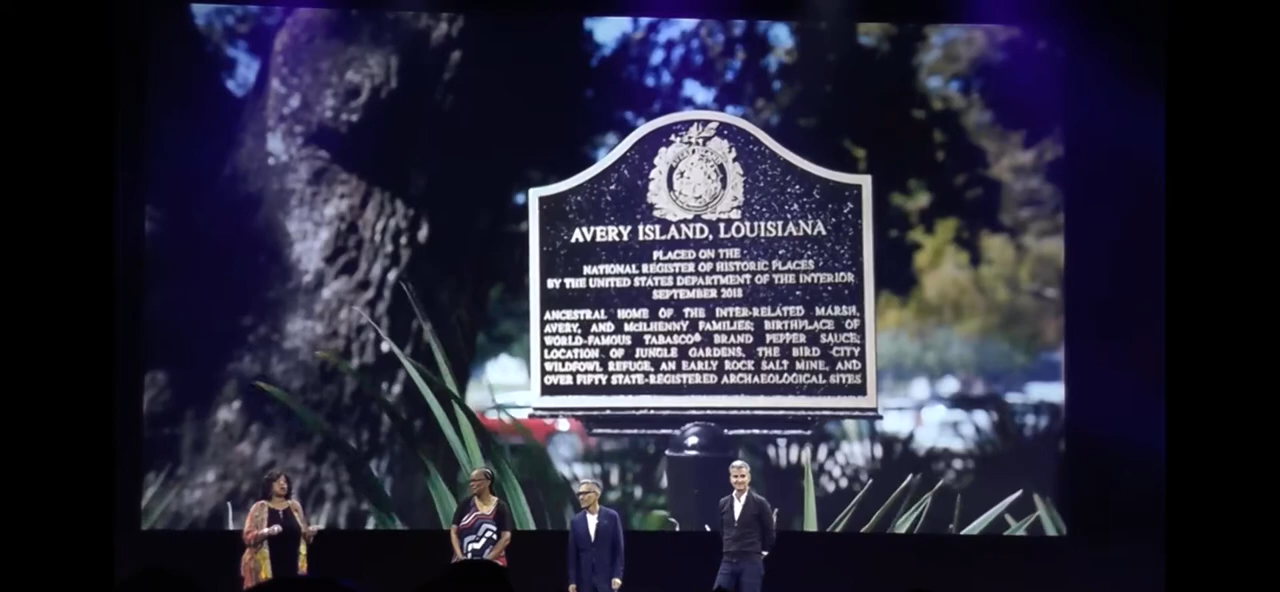 AVERY ISLAND, LOUISIANA
PLACED ON THE
NATIONAL REGISTER OF HISTORIC PLACES
BY THE UNITED STATES DEPARTMENT OF THE INTERIOR
SEPTEMBER 2018
ANCESTRAL HOME OF THE INTER-RELATED MARSH,
AVERY, AND McILHENNY FAMILIES; BIRTHPLACE OF
WORLD-FAMOUS TABASCO® BRAND PEPPER SAUCE;
LOCATION OF JUNGLE GARDENS, THE BIRD CITY
WILDFOWL REFUGE, AN EARLY ROCK SALT MINE, AND
OVER FIFTY STATE-REGISTERED ARCHAEOLOGICAL SITES